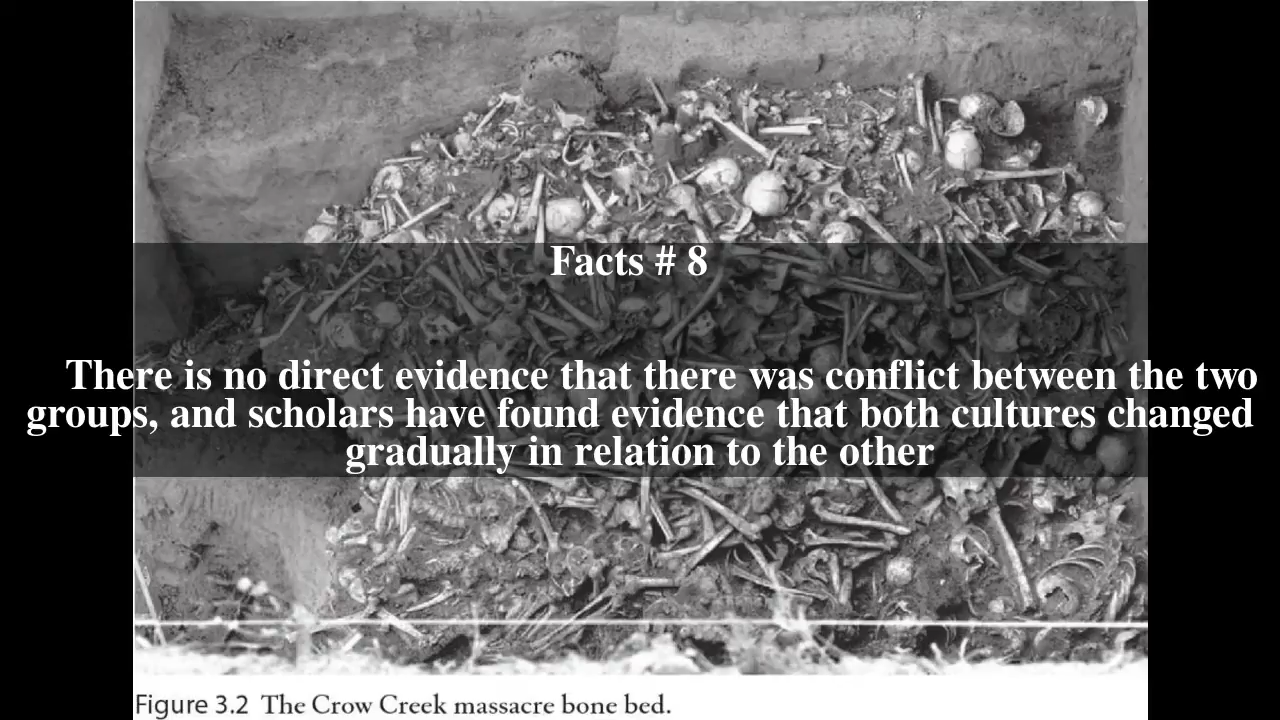 Facts # 8
There is no direct evidence that there was conflict between the two
groups, and scholars have found evidence that both cultures changed
gradually in relation to the other
Figure 3.2 The Crow Creek massacre bone bed.